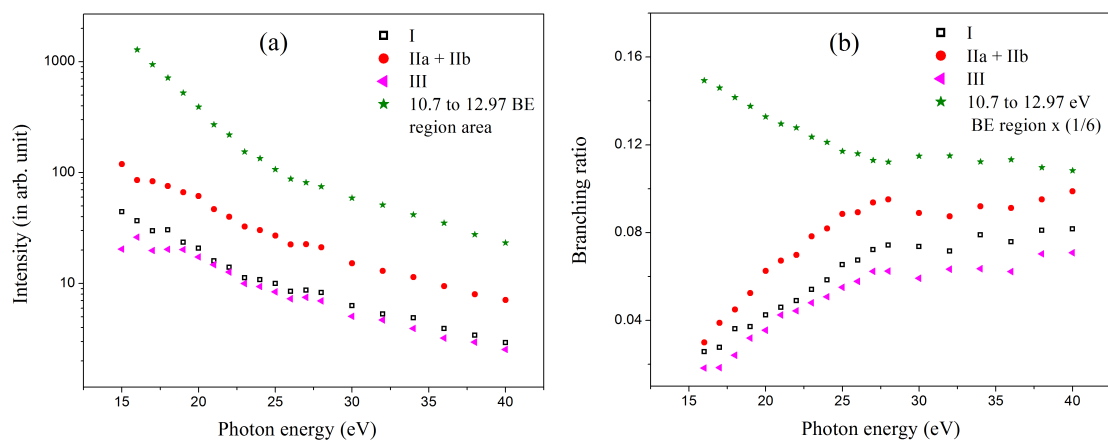 (a)
I
IIa + IIb
III
10.7 to 12.97 BE
region area
1000
100
10
Intensity (in arb. unit)
15
20
25
30
35
40
Photon energy (eV)
(b)
I
IIa + IIb
III
10.7 to 12.97 eV
BE region x (1/6)
0.16
0.12
0.08
0.04
Branching ratio
15
20
25
30
35
40
Photon energy (eV)